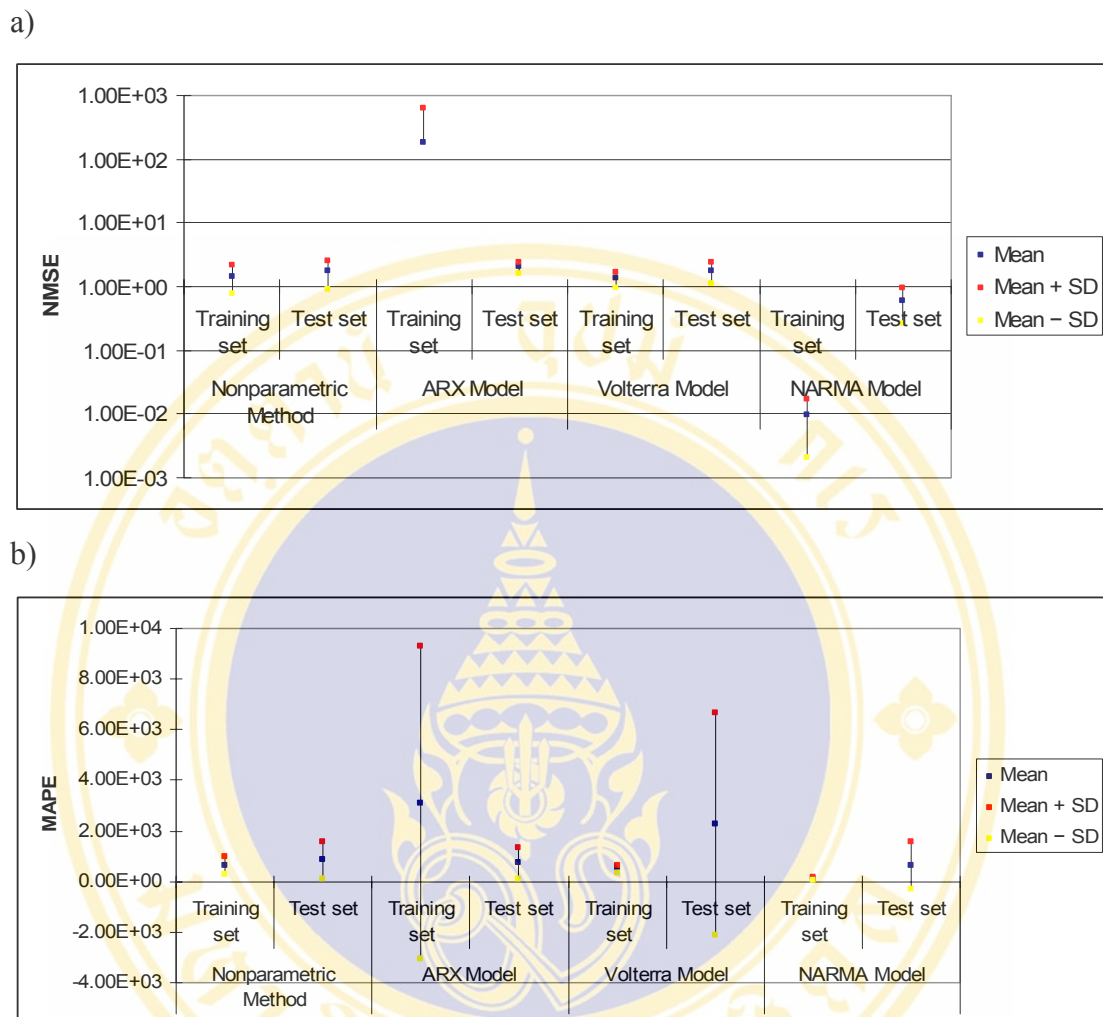 a)
1.00E+03
1.00E+02
1.00E+01
1.00E+00
1.00E-01
1.00E-02
1.00E-03
NMSE
Training set
Test set
Training set
Test set
Training set
Test set
Training set
Test set
Nonparametric Method
ARX Model
Volterra Model
NARMA Model
Mean
Mean + SD
Mean − SD
b)
1.00E+04
8.00E+03
6.00E+03
4.00E+03
2.00E+03
0.00E+00
-2.00E+03
-4.00E+03
MAPE
Training set
Test set
Training set
Test set
Training set
Test set
Training set
Test set
Nonparametric Method
ARX Model
Volterra Model
NARMA Model
Mean
Mean + SD
Mean − SD